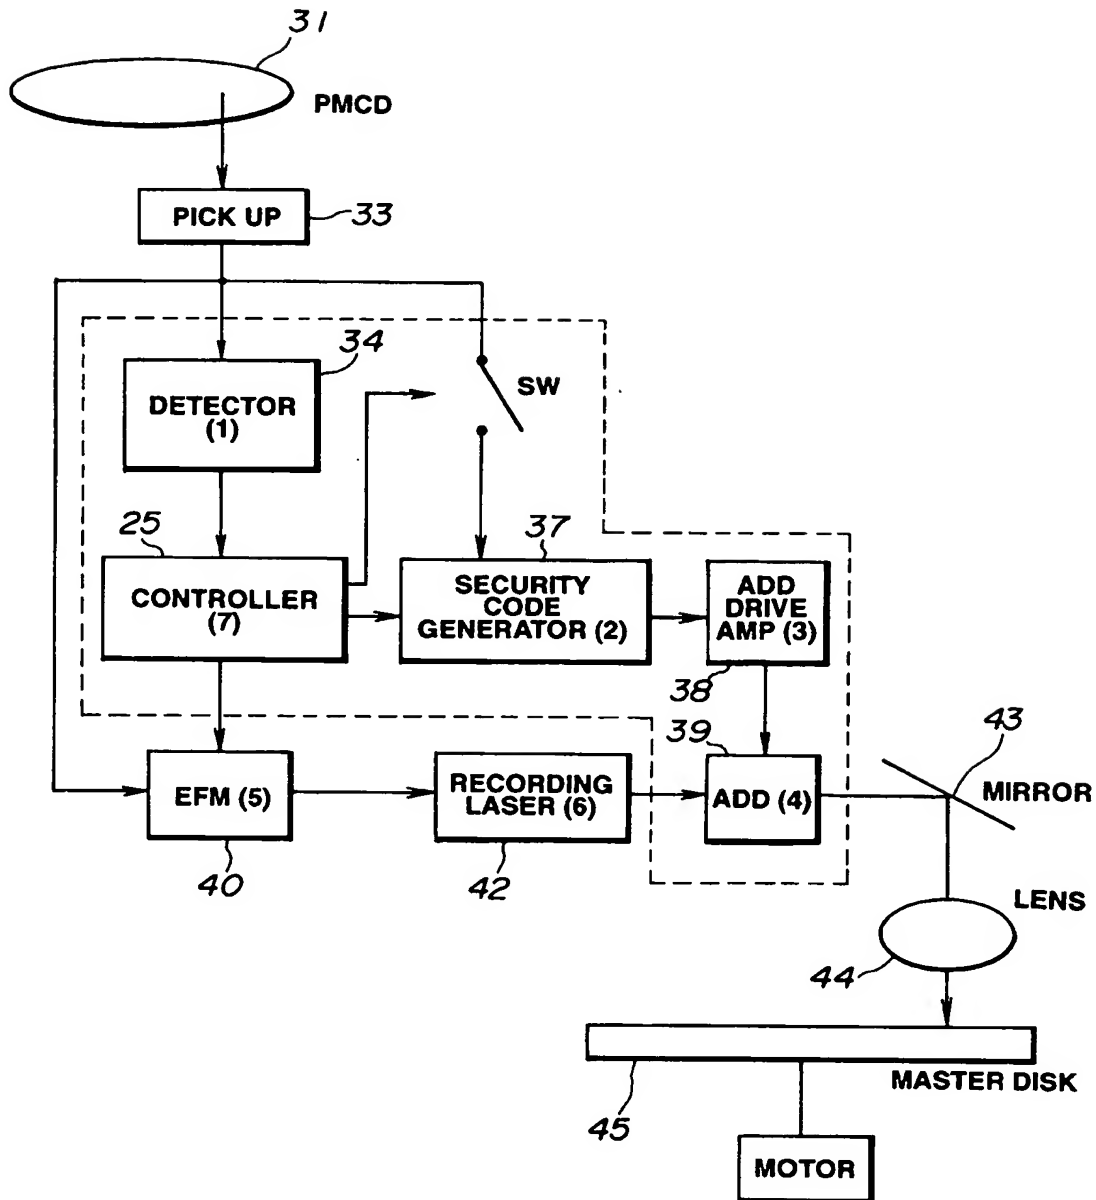 31
PMCD
PICK UP
33
34
DETECTOR
(1)
SW
25
37
CONTROLLER
(7)
SECURITY
CODE
GENERATOR (2)
ADD
DRIVE
AMP (3)
38
39
43
EFM (5)
RECORDING
LASER (6)
ADD (4)
MIRROR
40
42
LENS
44
MASTER DISK
45
MOTOR